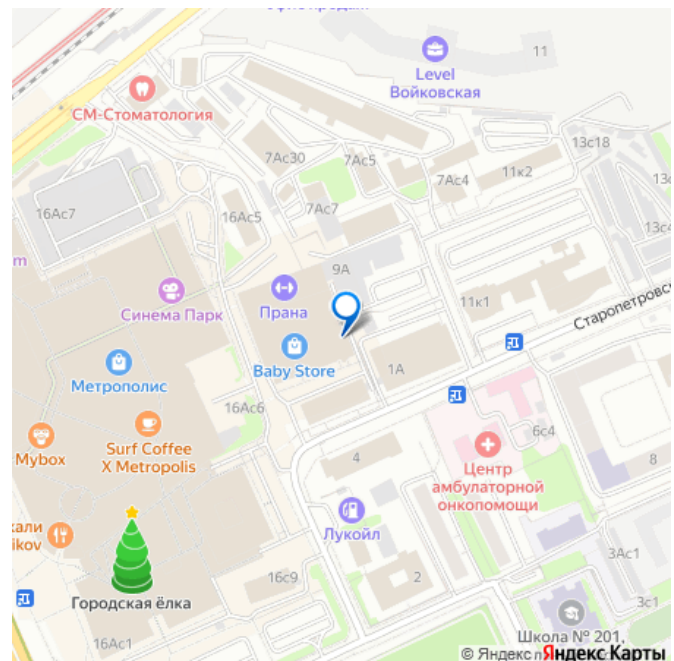 11
Level
Войковская
СМ-Стоматология
13с18
7Ас30
7Ас5
11к2
7Ас4
16Ас7
16Ас5
7Ас7
13с4
9А
Синема Парк
Прана
11к1
Старопетровс
Метрополис
Baby Store
1А
16Ас6
Mybox
Surf Coffee
X Metropolis
4
6с4
8
Центр
амбулаторной
онкопомощи
Лукойл
3Ас1
16с9
2
Городская ёлка
3с1
Школа № 201,
16Ас1
© Яндекс
Яндекс Карты